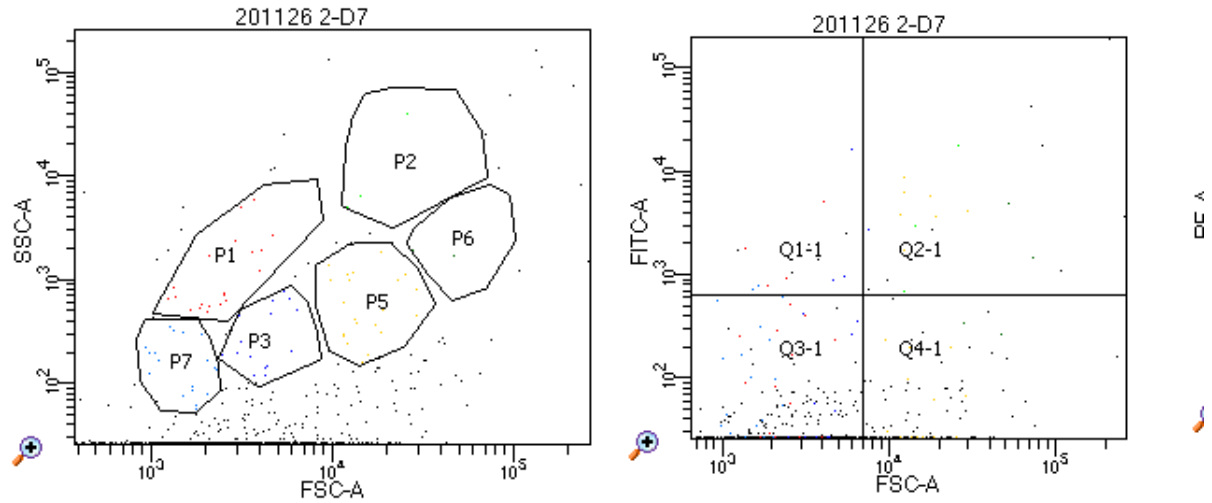 201126 2-D7
SSC-A
10^5
10^4
10^3
10^2
P2
P1
P6
P5
P3
P7
10^3 10^4 10^5
FSC-A
201126 2-D7
FITC-A
10^5
10^4
10^3
10^2
Q1-1 Q2-1
Q3-1 Q4-1
10^3 10^4 10^5
FSC-A